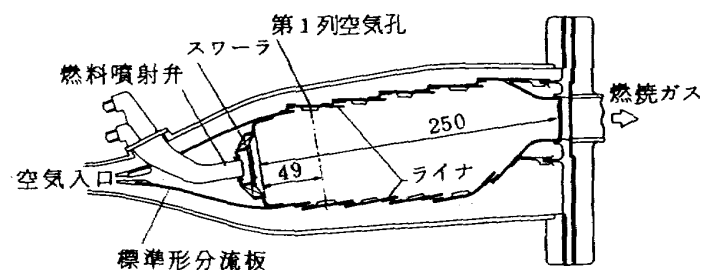 第1列空気孔
スワーラ
燃料噴射弁
燃焼ガス
250
49
ライナ
空気入口
標準形分流板